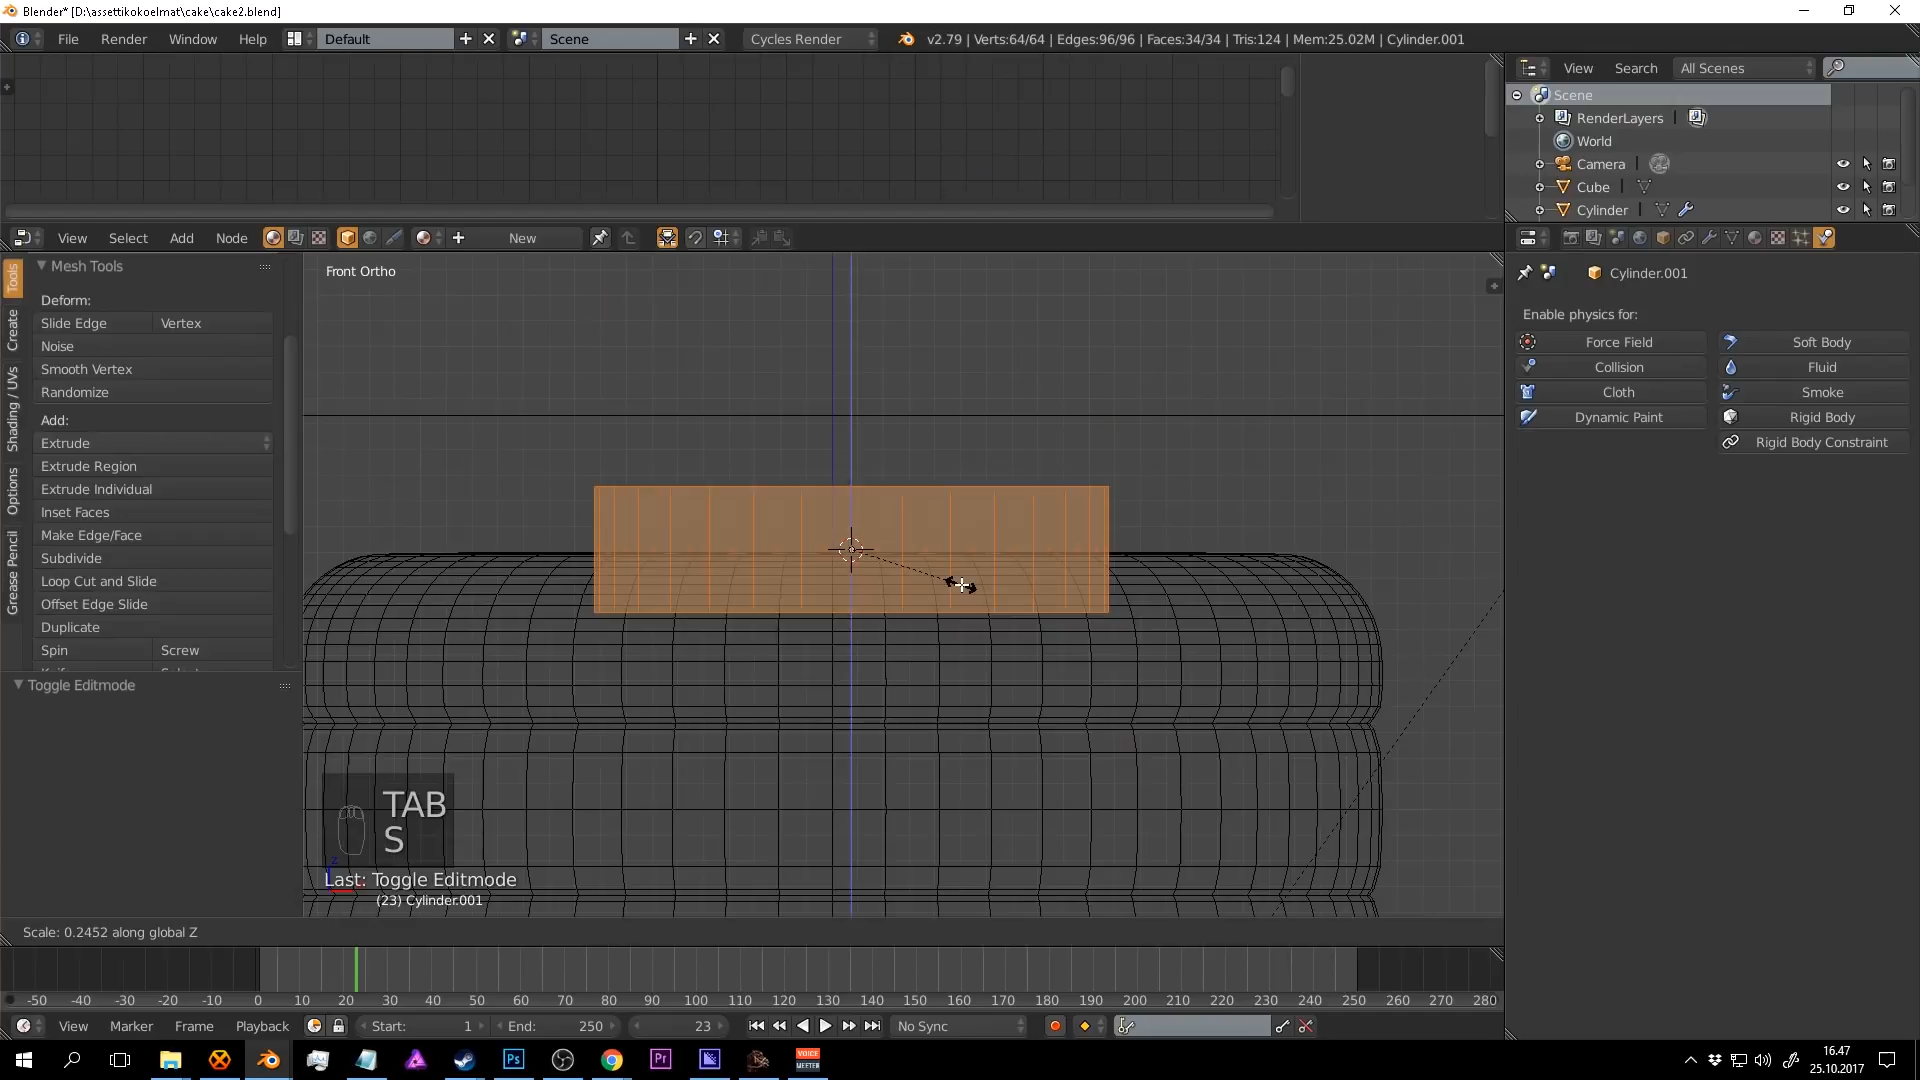 Blender* [D:\assettikokoelmat\cake\cake2.blend]
File Render Window Help Default Scene Cycles Render v2.79 | Verts:64/64 | Edges:96/96 | Faces:34/34 | Tris:124 | Mem:25.02M | Cylinder.001
View Search All Scenes
Scene
RenderLayers
World
Camera
Cube
Cylinder
View Select Add Node New
Tools
Create
Shading / UVs
Options
Grease Pencil
Mesh Tools
Deform:
Slide Edge Vertex
Noise
Smooth Vertex
Randomize
Add:
Extrude
Extrude Region
Extrude Individual
Inset Faces
Make Edge/Face
Subdivide
Loop Cut and Slide
Offset Edge Slide
Duplicate
Spin Screw
Toggle Editmode
Front Ortho
TAB
S
Last: Toggle Editmode
(23) Cylinder.001
Cylinder.001
Enable physics for:
Force Field Soft Body
Collision Fluid
Cloth Smoke
Dynamic Paint Rigid Body
Rigid Body Constraint
Scale: 0.2452 along global Z
-50 -40 -30 -20 -10 0 10 20 30 40 50 60 70 80 90 100 110 120 130 140 150 160 170 180 190 200 210 220 230 240 250 260 270 280
View Marker Frame Playback Start: 1 End: 250 23 No Sync
Ps
Pr
VOICE
MEETER
16.47
25.10.2017